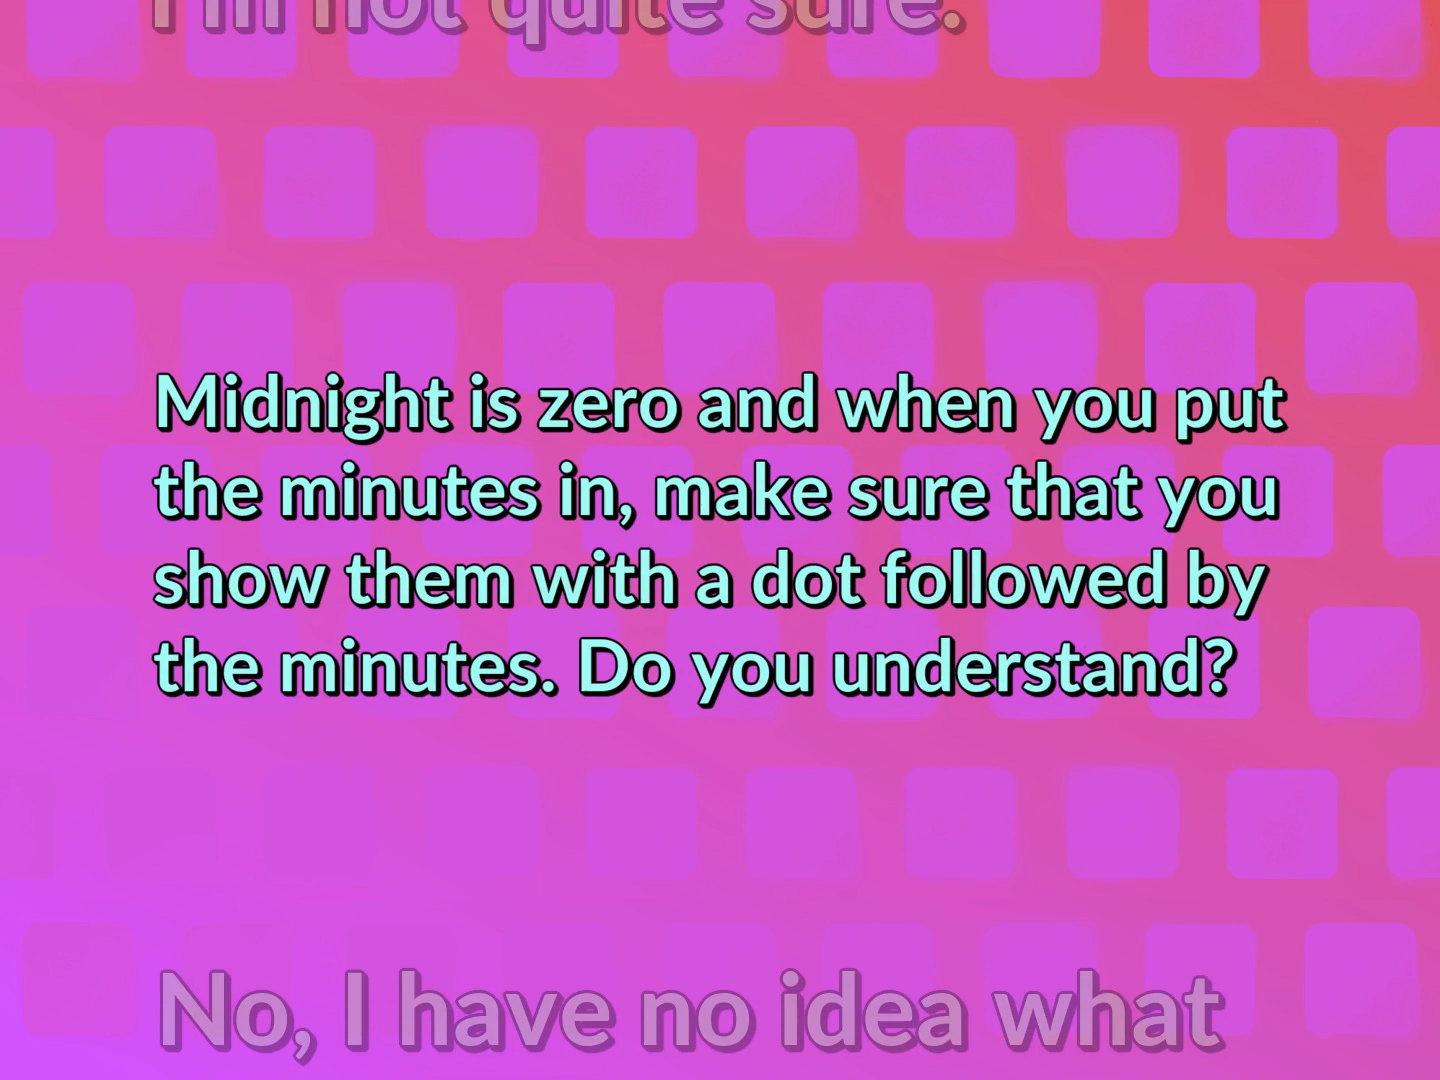 I'm not quite sure.
Midnight is zero and when you put
the minutes in, make sure that you
show them with a dot followed by
the minutes. Do you understand?
No, I have no idea what